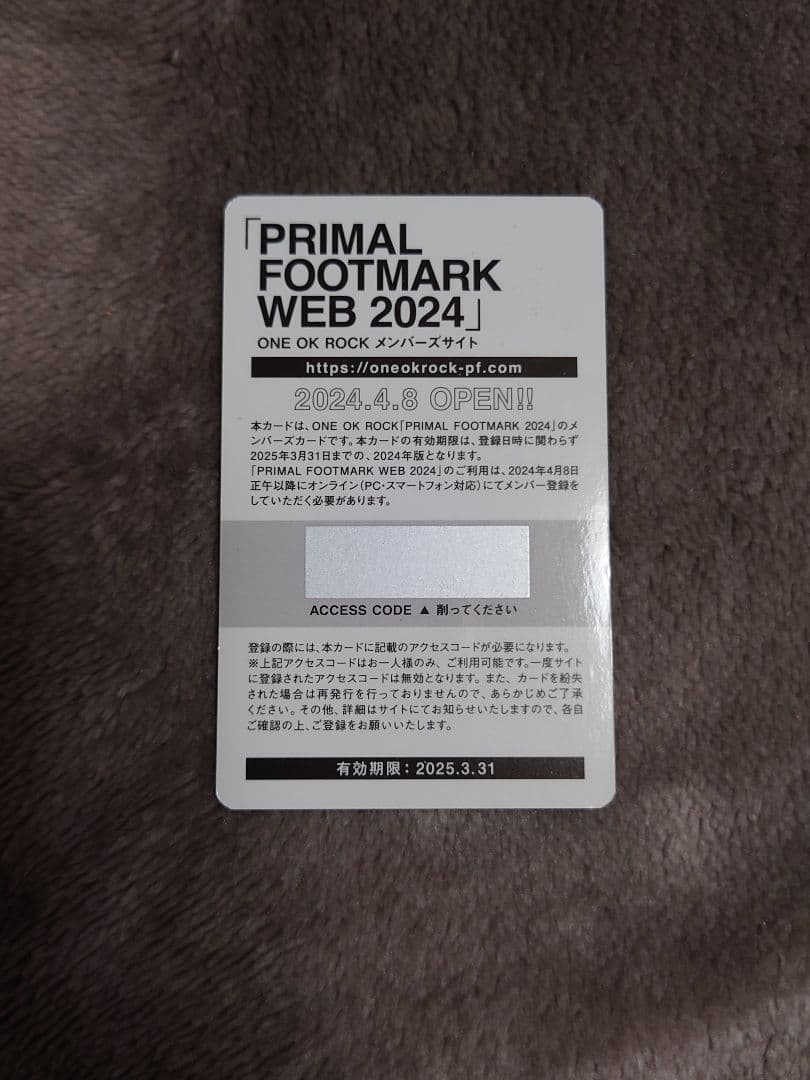 「PRIMAL
FOOTMARK
WEB 2024」
ONE OK ROCK メンバーズサイト
https://oneokrock-pf.com
2024.4.8 OPEN!!
本カードは、ONE OK ROCK「PRIMAL FOOTMARK 2024」のメ
ンバーズカードです。本カードの有効期限は、登録日時に関わらず
2025年3月31日までの、2024年版となります。
「PRIMAL FOOTMARK WEB 2024」のご利用は、2024年4月8日
正午以降にオンライン（PC・スマートフォン対応）にてメンバー登録を
していただく必要があります。
ACCESS CODE ▲ 削ってください
登録の際には、本カードに記載のアクセスコードが必要になります。
※上記アクセスコードはお一人様のみ、ご利用可能です。一度サイト
に登録されたアクセスコードは無効となります。また、カードを紛失
された場合は再発行を行っておりませんので、あらかじめご了承
ください。その他、詳細はサイトにてお知らせいたしますので、各自
ご確認の上、ご登録をお願いいたします。
有効期限：2025.3.31